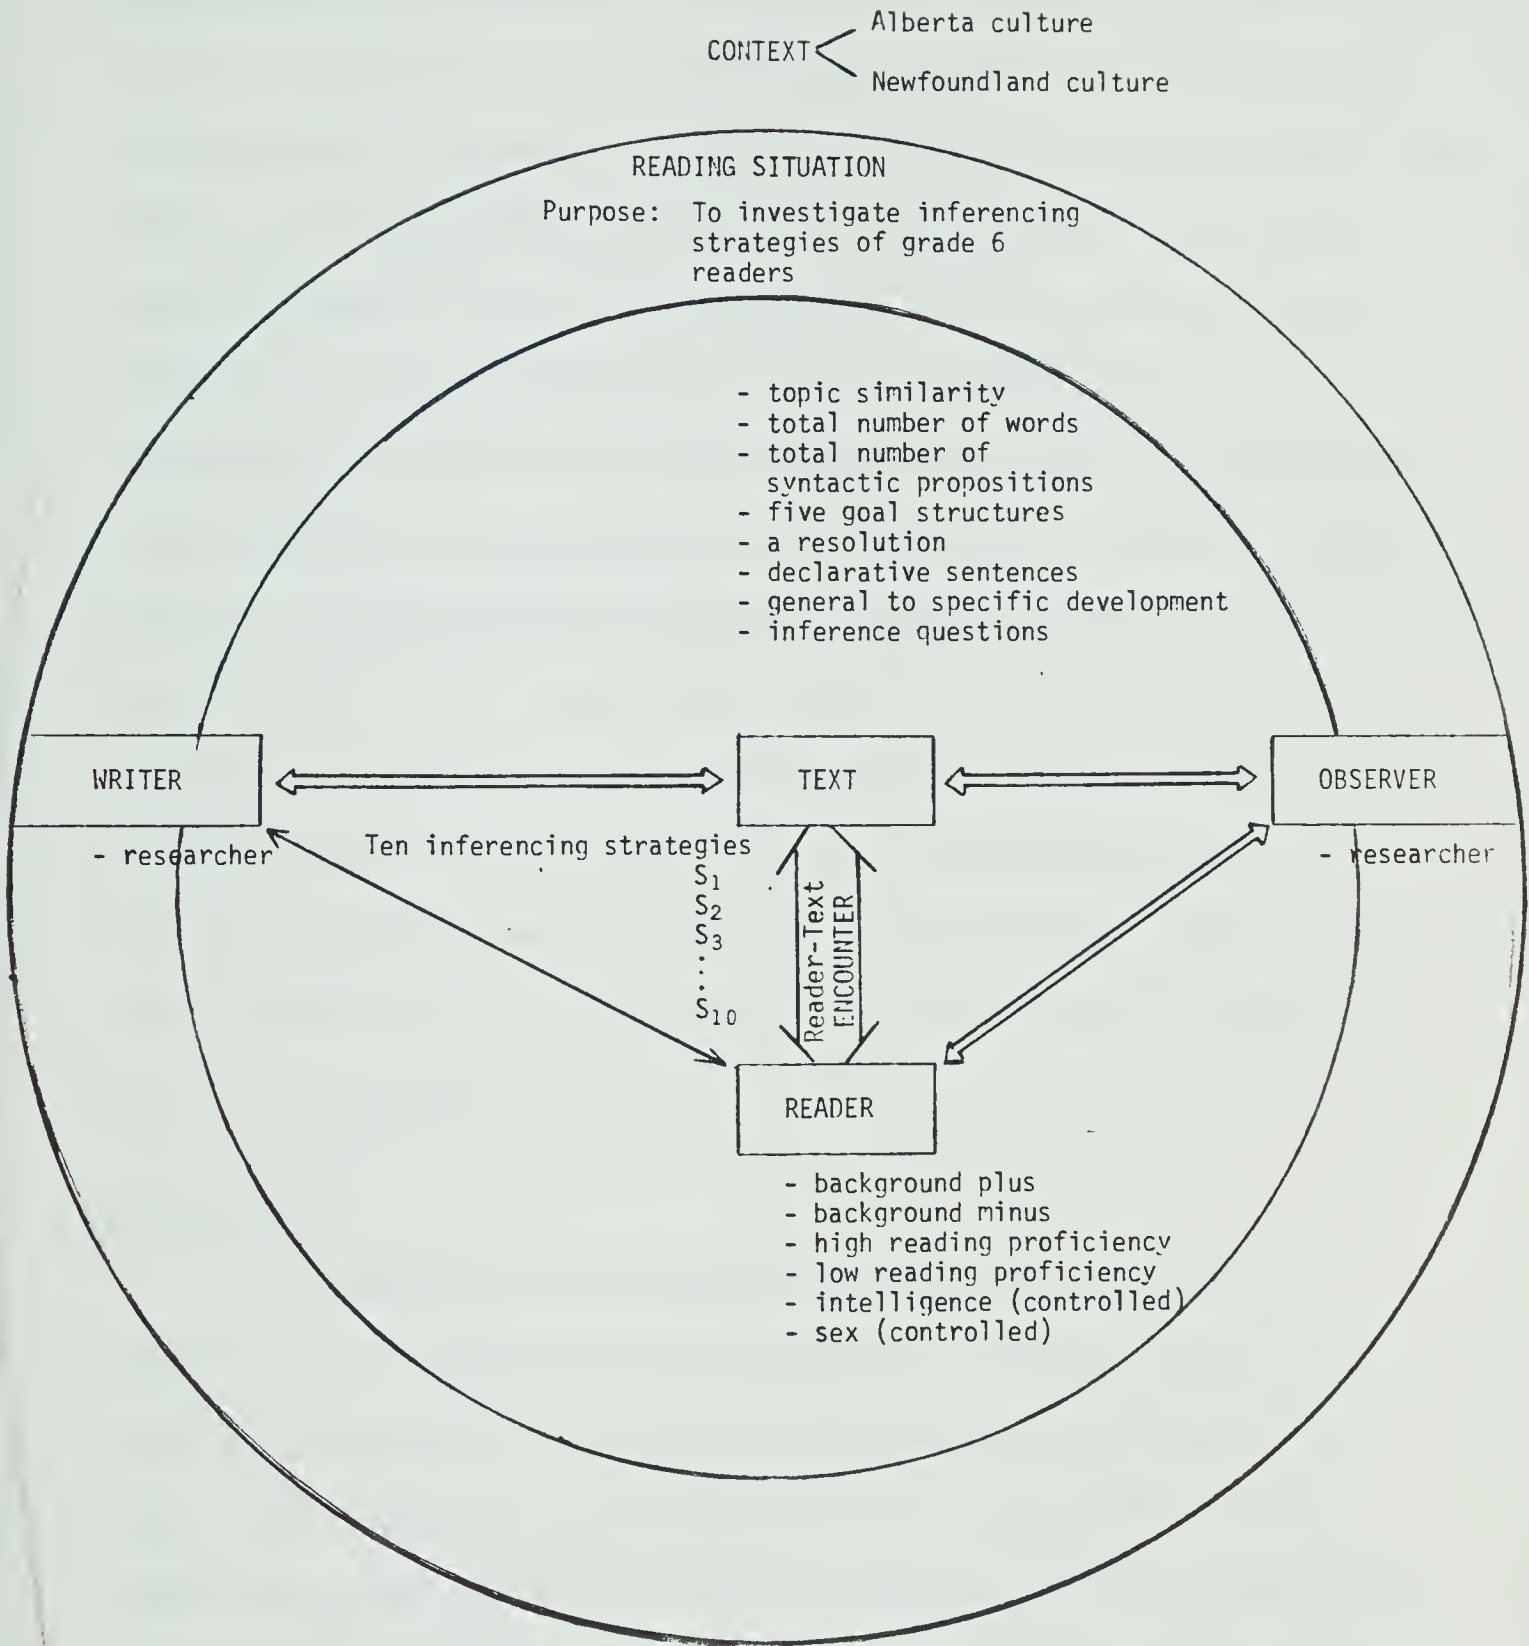 Alberta culture
CONTEXT
Newfoundland culture
READING SITUATION
Purpose: To investigate inferencing
strategies of grade 6
readers
- topic similarity
- total number of words
- total number of
syntactic propositions
- five goal structures
- a resolution
- declarative sentences
- general to specific development
- inference questions
WRITER
TEXT
OBSERVER
- researcher
Ten inferencing strategies
- researcher
S₁
S₂
S₃
.
.
.
S₁₀
Reader-Text
ENCOUNTER
READER
- background plus
- background minus
- high reading proficiency
- low reading proficiency
- intelligence (controlled)
- sex (controlled)